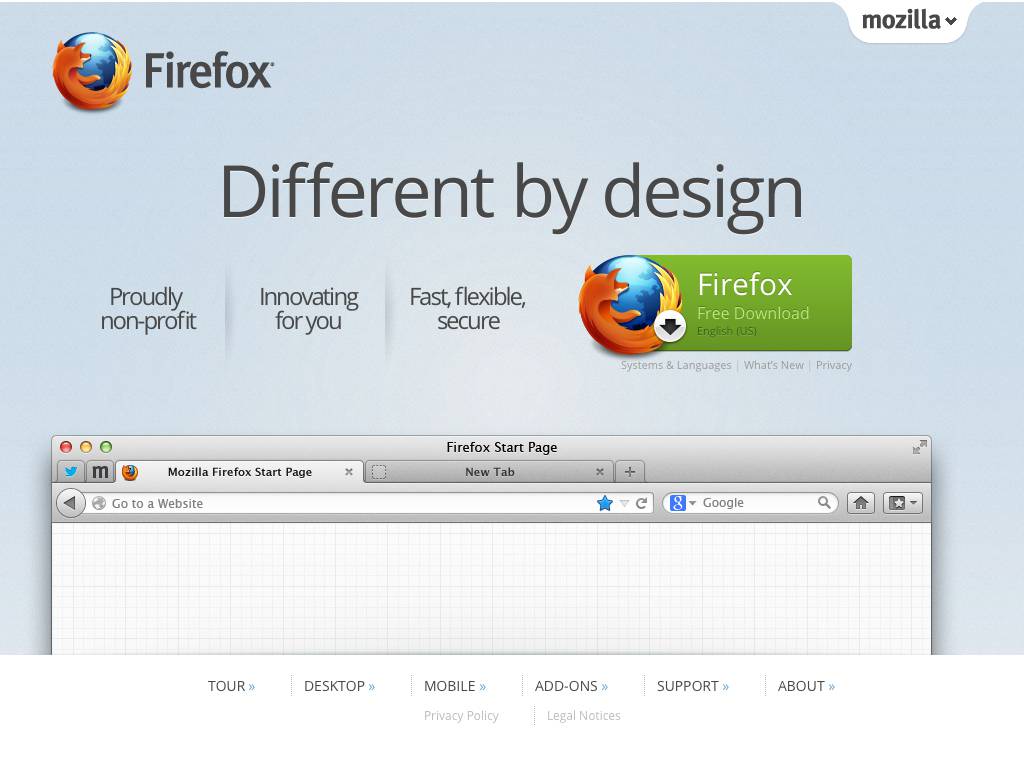 mozilla
Firefox
Different by design
Proudly
non-profit
Innovating
for you
Fast, flexible,
secure
Firefox
Free Download
English (US)
Systems & Languages | What's New | Privacy
Firefox Start Page
m Mozilla Firefox Start Page New Tab
Go to a Website 8 Google
TOUR » DESKTOP » MOBILE » ADD-ONS » SUPPORT » ABOUT »
Privacy Policy Legal Notices